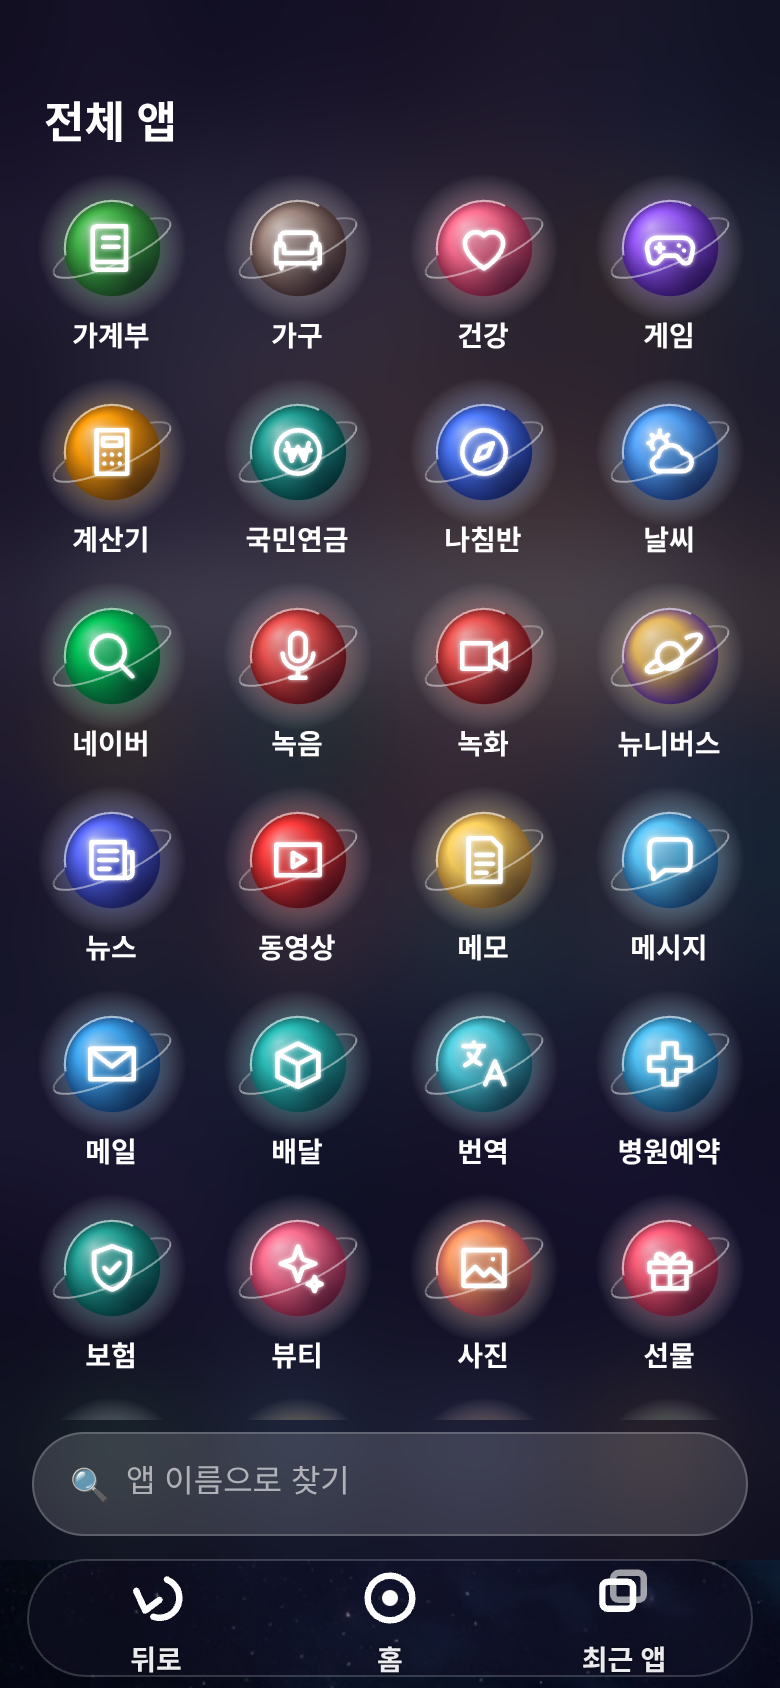 전체 앱
가계부 가구 건강 게임
계산기 국민연금 나침반 날씨
네이버 녹음 녹화 뉴니버스
뉴스 동영상 메모 메시지
메일 배달 번역 병원예약
보험 뷰티 사진 선물
앱 이름으로 찾기
뒤로 홈 최근 앱